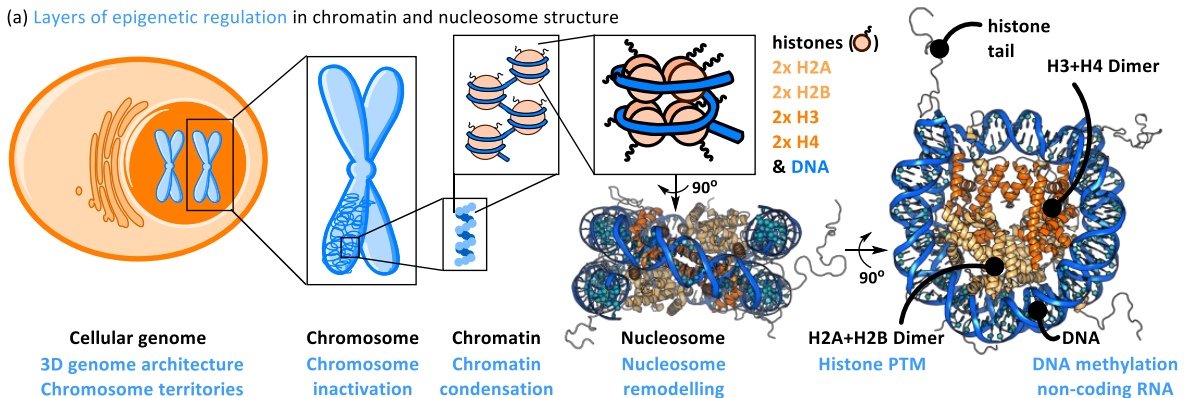 (a) Layers of epigenetic regulation in chromatin and nucleosome structure
histones ( )
2x H2A
2x H2B
2x H3
2x H4
& DNA
histone
tail
H3+H4 Dimer
90º
90º
H2A+H2B Dimer
DNA
Cellular genome
3D genome architecture
Chromosome territories
Chromosome
Chromosome
inactivation
Chromatin
Chromatin
condensation
Nucleosome
Nucleosome
remodelling
Histone PTM
DNA methylation
non-coding RNA